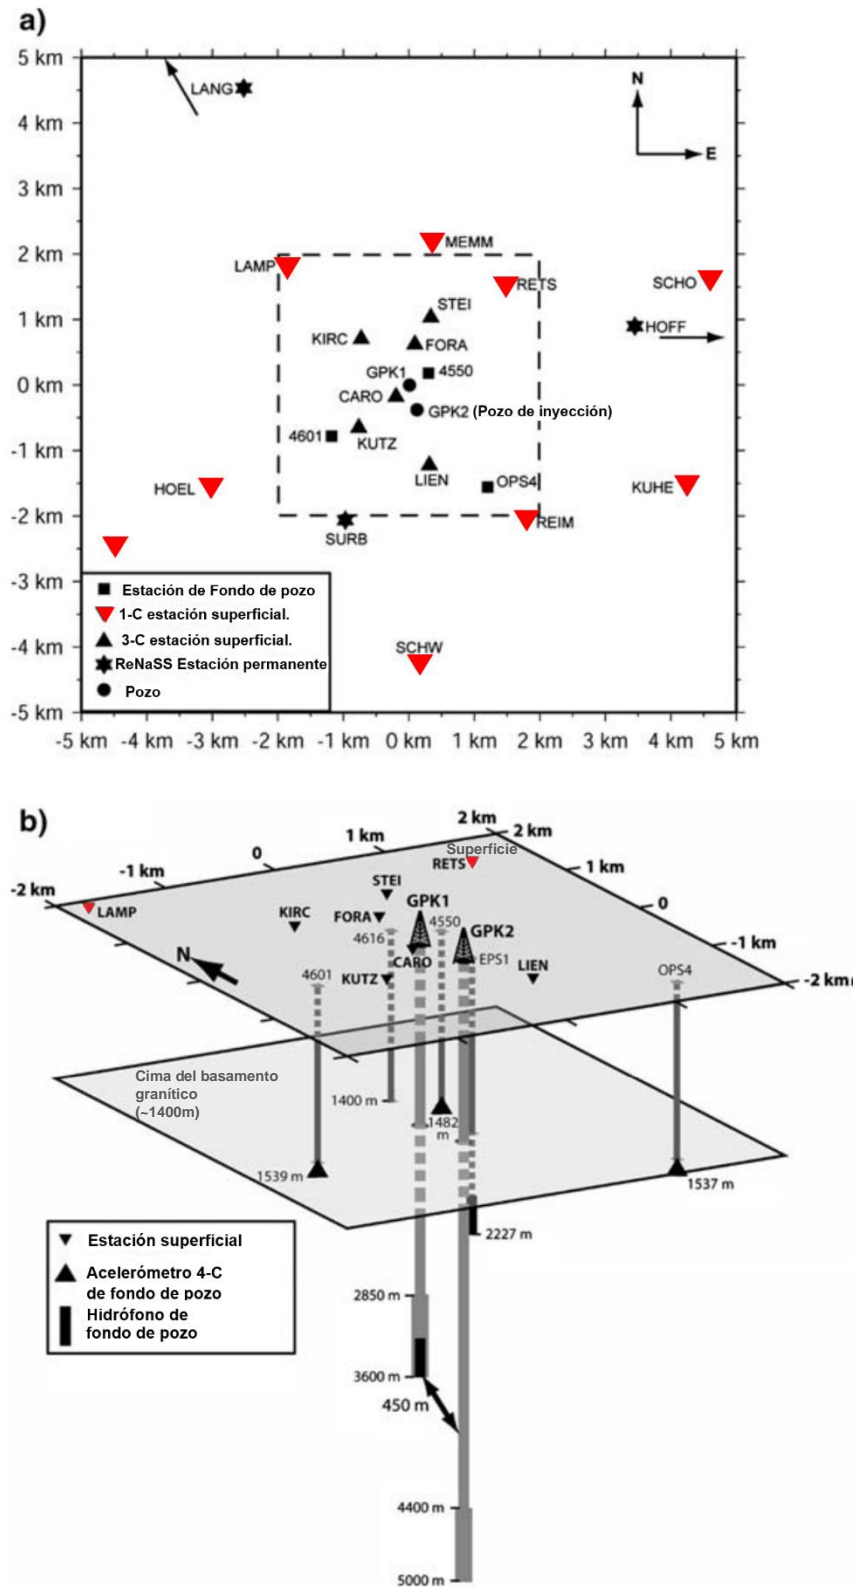 a)
5 km
4 km
3 km
2 km
1 km
0 km
-1 km
-2 km
-3 km
-4 km
-5 km
LANG
N
E
MEMM
LAMP
RETS
SCHO
STEI
HOFF
KIRC
FORA
GPK1
4550
CARO
GPK2 (Pozo de inyección)
4601
KUTZ
LIEN
OPS4
HOEL
KUHE
REIM
SURB
SCHW
Estación de Fondo de pozo
1-C estación superficial.
3-C estación superficial.
ReNaSS Estación permanente
Pozo
-5 km -4 km -3 km -2 km -1 km 0 km 1 km 2 km 3 km 4 km 5 km
b)
2 km
2 km
1 km
Superficie
RETS
0
1 km
-1 km
STEI
-2 km
GPK1
0
LAMP
KIRC
FORA
4550
GPK2
4616
-1 km
N
CARO
EPS1
LIEN
4601
KUTZ
OPS4
-2 km
Cima del basamento
granítico
(~1400m)
1400 m
1482
m
1539 m
1537 m
2227 m
Estación superficial
Acelerómetro 4-C
de fondo de pozo
Hidrófono de
fondo de pozo
2850 m
3600 m
450 m
4400 m
5000 m